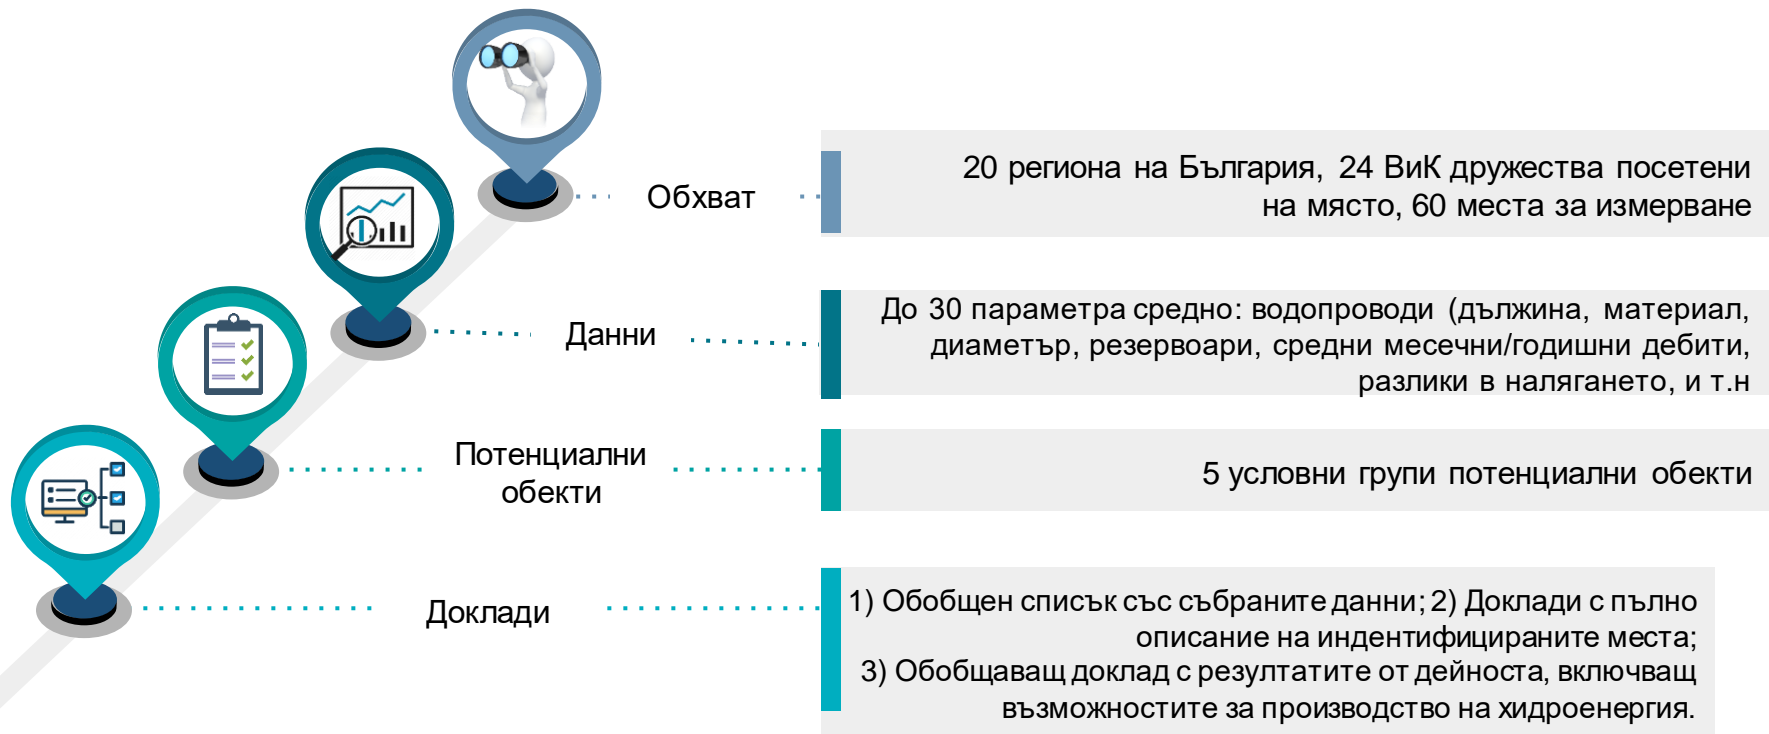 Обхват
20 региона на България, 24 ВиК дружества посетени
на място, 60 места за измерване
Данни
До 30 параметра средно: водопроводи (дължина, материал,
диаметър, резервоари, средни месечни/годишни дебити,
разлики в налягането, и т.н
Потенциални
обекти
5 условни групи потенциални обекти
Доклади
1) Обобщен списък със събраните данни; 2) Доклади с пълно
описание на индентифицираните места;
3) Обобщаващ доклад с резултатите от дейноста, включващ
възможностите за производство на хидроенергия.